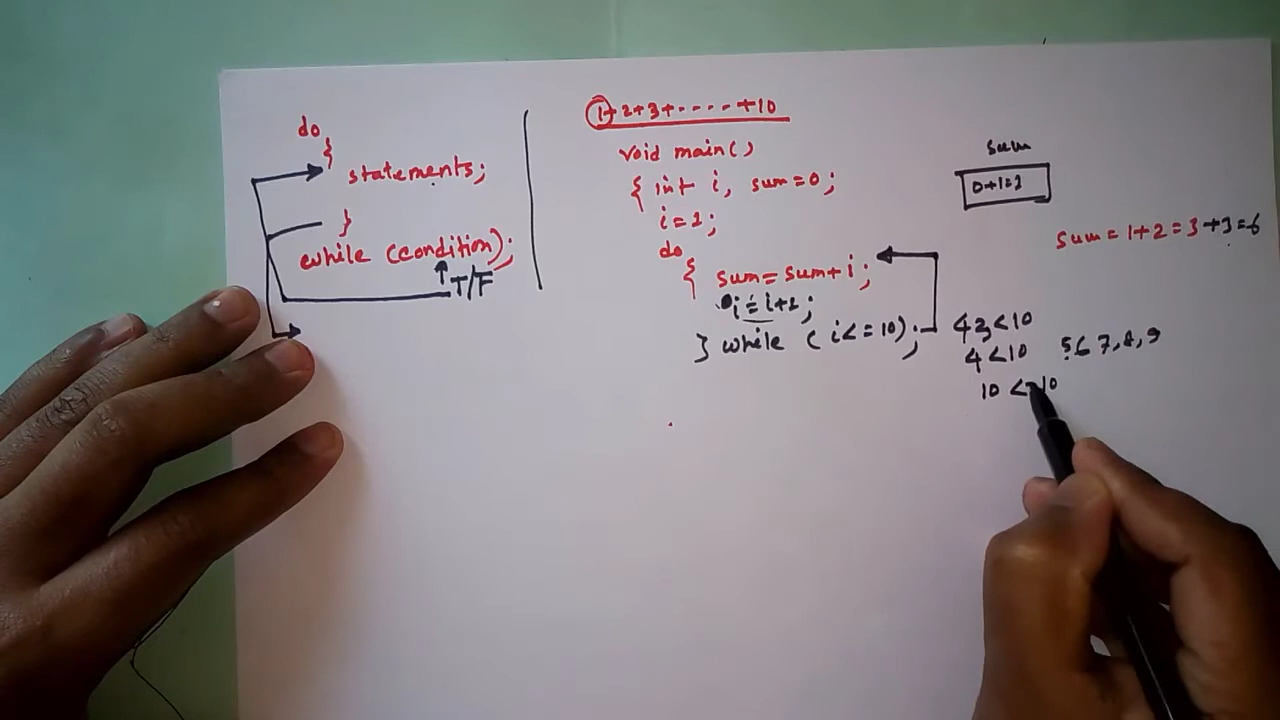 do
{
statements;
}
while (condition);
T/F
1+2+3+-----+10
void main()
{ int i, sum=0;
i=1;
do
{ sum=sum+i;
i=i+1;
} while (i<=10);
sum
0+1=1
sum=1+2=3+3=6
3<10
4<10 5 6 7,8,9
10<=10